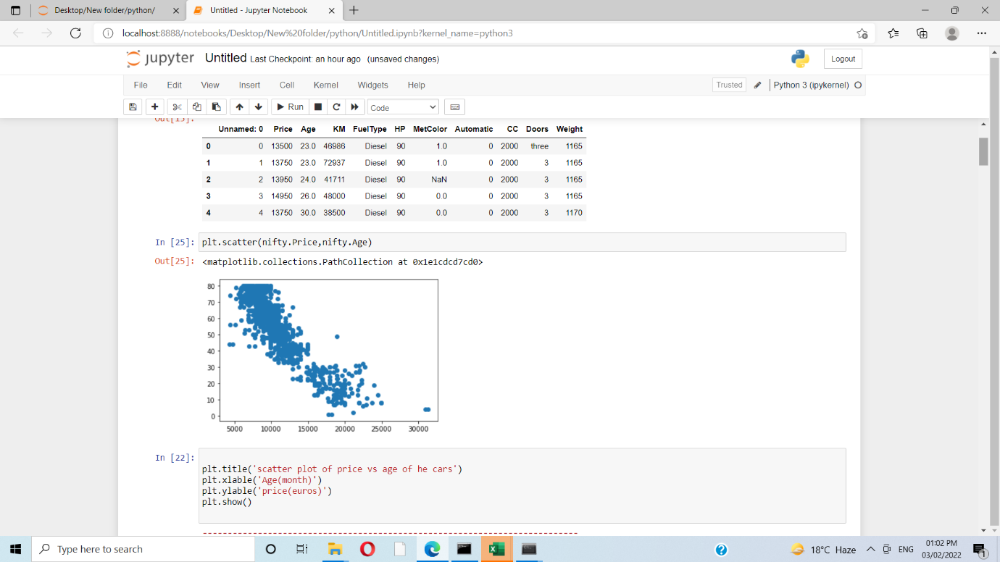 Desktop/New folder/python/
Untitled - Jupyter Notebook
localhost:8888/notebooks/Desktop/New%20folder/python/Untitled.ipynb?kernel_name=python3
jupyter Untitled Last Checkpoint: an hour ago (unsaved changes)
Logout
File Edit View Insert Cell Kernel Widgets Help
Trusted Python 3 (ipykernel)
Run Code
Out[15]:
Unnamed: 0 Price Age KM FuelType HP MetColor Automatic CC Doors Weight
0 0 13500 23.0 46986 Diesel 90 1.0 0 2000 three 1165
1 1 13750 23.0 72937 Diesel 90 1.0 0 2000 3 1165
2 2 13950 24.0 41711 Diesel 90 NaN 0 2000 3 1165
3 3 14950 26.0 48000 Diesel 90 0.0 0 2000 3 1165
4 4 13750 30.0 38500 Diesel 90 0.0 0 2000 3 1170
In [25]: plt.scatter(nifty.Price,nifty.Age)
Out[25]: <matplotlib.collections.PathCollection at 0x1e1cdcd7cd0>
80
70
60
50
40
30
20
10
0
5000 10000 15000 20000 25000 30000
In [22]:
plt.title('scatter plot of price vs age of he cars')
plt.xlable('Age(month)')
plt.ylable('price(euros)')
plt.show()
Type here to search
18°C Haze
ENG
01:02 PM
03/02/2022
1